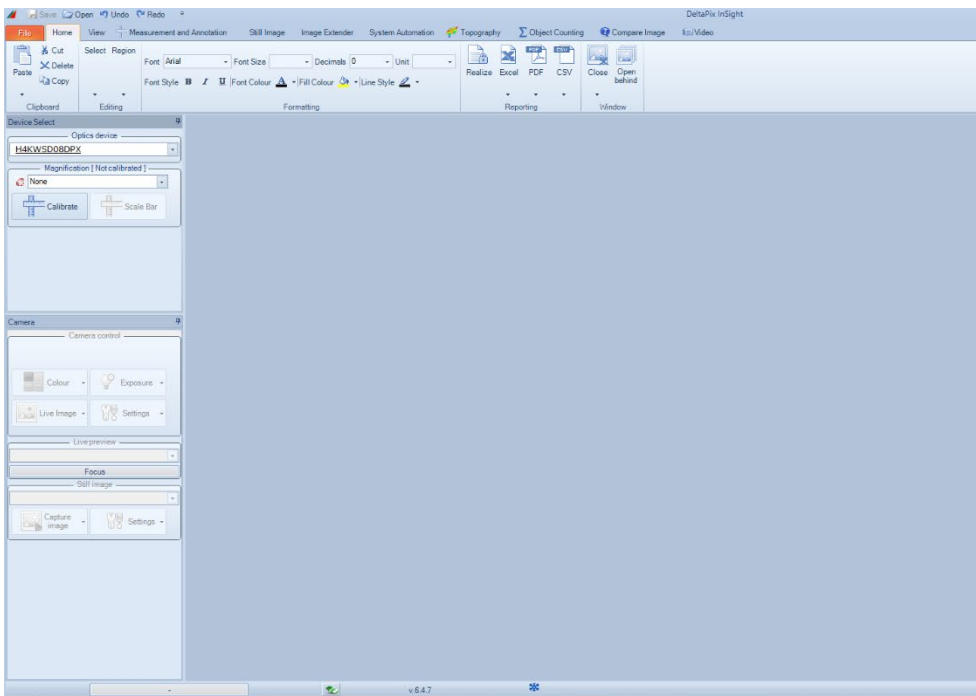 Save Open Undo Redo DeltaPix InSight
File Home View Measurement and Annotation Still Image Image Extender System Automation Topography Object Counting Compare Image Video
Paste Cut Delete Copy
Select Region
Font Arial Font Size Decimals 0 Unit
Font Style B I U Font Colour A Fill Colour Line Style
Realize Excel PDF CSV Close Open behind
Clipboard Editing Formatting Reporting Window
Device Select
Optics device
H4KWSD08DPX
Magnification [ Not calibrated ]
None
Calibrate Scale Bar
Camera
Camera control
Colour Exposure
Live Image Settings
Live preview
Focus
Still image
Capture image Settings
- v.6.4.7